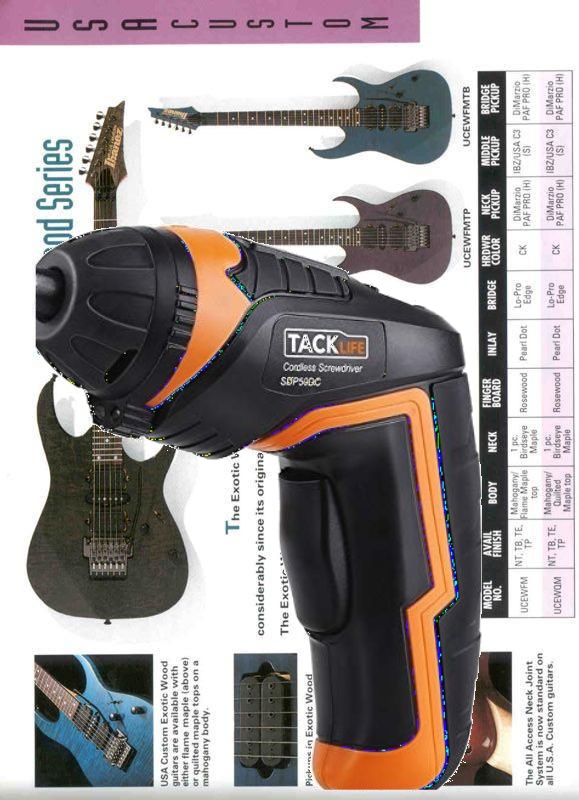 USA CUSTOM
Series
Ibanez
UCEWFMTB
UCEWFMTP
TACK LIFE
Cordless Screwdriver
The Exotic
considerably since its origina
The Exotic
MODEL NO. AVAIL FINISH BODY NECK FINGER BOARD INLAY BRIDGE HRDWR COLOR NECK PICKUP MIDDLE PICKUP BRIDGE PICKUP
UCEWFM NT, TB, TE, TP Mahogany/ Flame Maple top 1 pc. Birdseye Maple Rosewood Pearl Dot Lo-Pro Edge CK DiMarzio PAF PRO (H) IBZ/USA C3 (S) DiMarzio PAF PRO (H)
UCEWQM NT, TB, TE, TP Mahogany/ Quilted Maple top 1 pc. Birdseye Maple Rosewood Pearl Dot Lo-Pro Edge CK DiMarzio PAF PRO (H) IBZ/USA C3 (S) DiMarzio PAF PRO (H)
USA Custom Exotic Wood
guitars are available with
either flame maple (above)
or quilted maple tops on a
mahogany body.
in Exotic Wood
The All Access Neck Joint
System is now standard on
all U.S.A. Custom guitars.